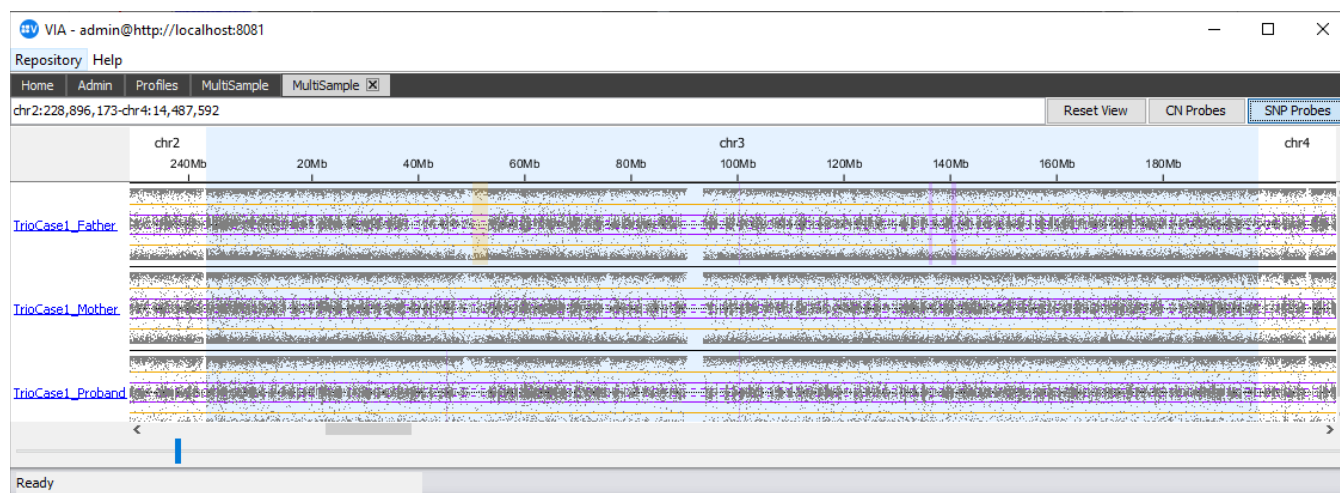 VIA - admin@http://localhost:8081
Repository Help
Home Admin Profiles MultiSample MultiSample
chr2:228,896,173-chr4:14,487,592 Reset View CN Probes SNP Probes
chr2 chr3 chr4
240Mb 20Mb 40Mb 60Mb 80Mb 100Mb 120Mb 140Mb 160Mb 180Mb
TrioCase1_Father
TrioCase1_Mother
TrioCase1_Proband
Ready